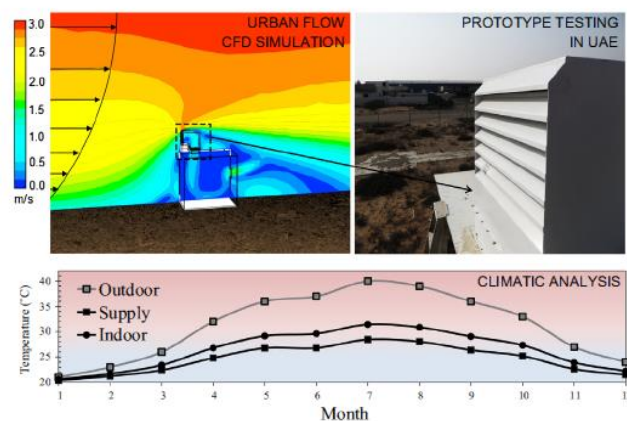 URBAN FLOW
CFD SIMULATION
3.0
2.5
2.0
1.5
1.0
0.5
0.0
m/s
PROTOTYPE TESTING
IN UAE
CLIMATIC ANALYSIS
Temperature (˚C)
40
35
30
25
20
Outdoor
Supply
Indoor
1 2 3 4 5 6 7 8 9 10 11
Month